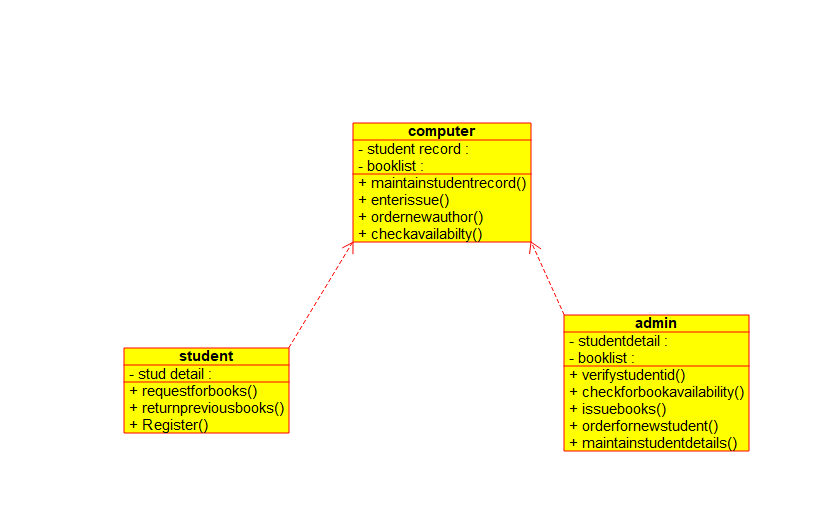 computer
- student record :
- booklist :
+ maintainstudentrecord()
+ enterissue()
+ ordernewauthor()
+ checkavailabilty()
student
- stud detail :
+ requestforbooks()
+ returnpreviousbooks()
+ Register()
admin
- studentdetail :
- booklist :
+ verifystudentid()
+ checkforbookavailability()
+ issuebooks()
+ orderfornewstudent()
+ maintainstudentdetails()